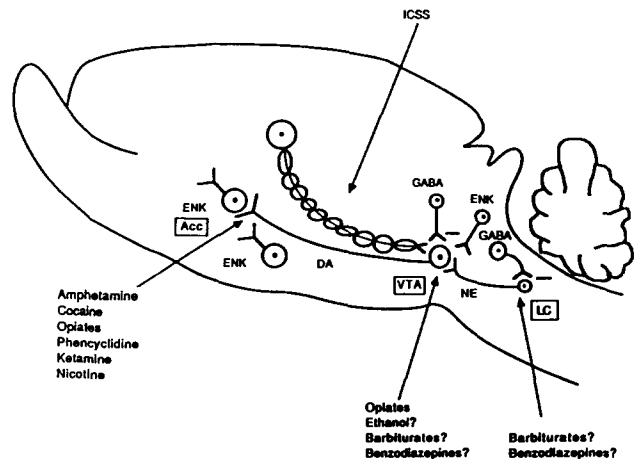 ICSS
GABA
ENK
ENK
GABA
Acc
ENK
DA
VTA
NE
LC
Amphetamine
Cocaine
Opiates
Phencyclidine
Ketamine
Nicotine
Opiates
Ethanol?
Barbiturates?
Benzodiazepines?
Barbiturates?
Benzodiazepines?